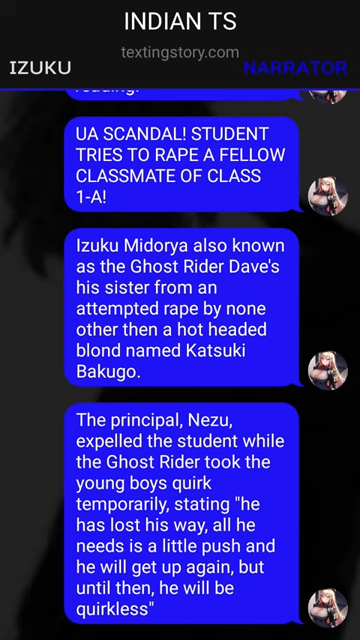 INDIAN TS
textingstory.com
IZUKU
NARRATOR
reading.
UA SCANDAL! STUDENT
TRIES TO RAPE A FELLOW
CLASSMATE OF CLASS
1-A!
Izuku Midorya also known
as the Ghost Rider Dave's
his sister from an
attempted rape by none
other then a hot headed
blond named Katsuki
Bakugo.
The principal, Nezu,
expelled the student while
the Ghost Rider took the
young boys quirk
temporarily, stating "he
has lost his way, all he
needs is a little push and
he will get up again, but
until then, he will be
quirkless"